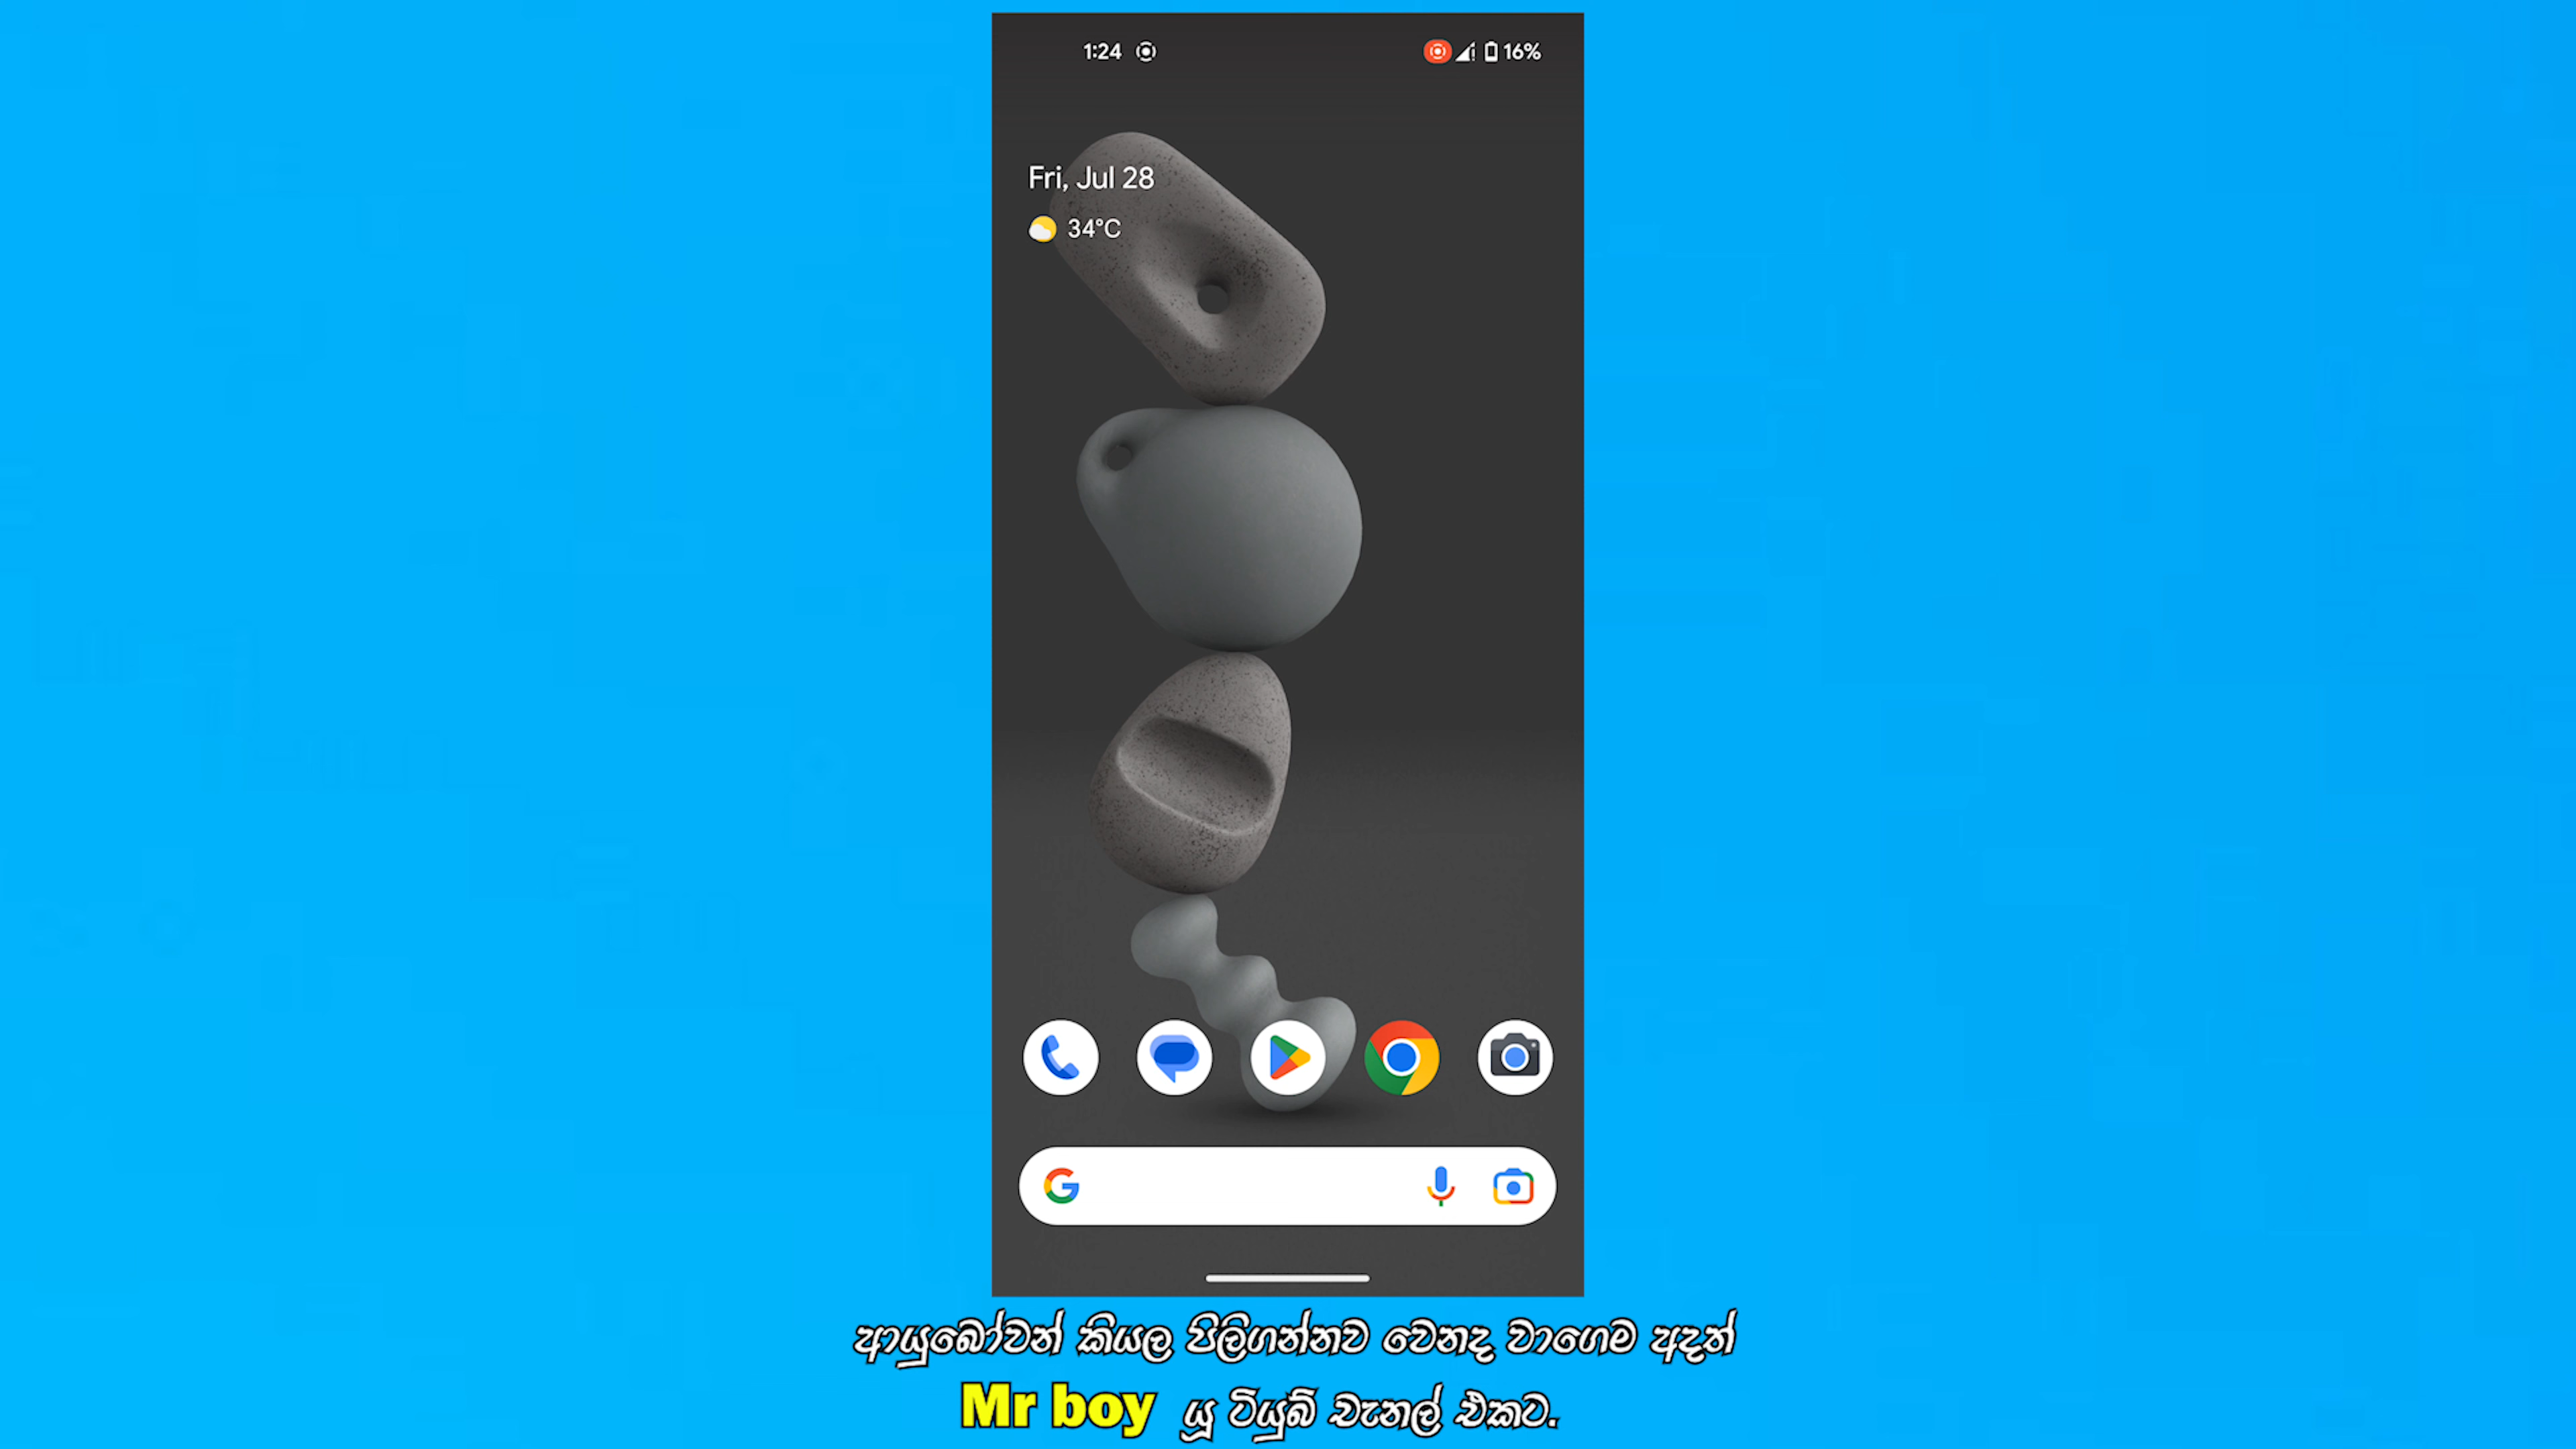 1:24
16%
Fri, Jul 28
34°C
ආයුබෝවන් කියල පිලිගන්නව වෙනද වාගෙම අදත්
Mr boy යූ ටියුබ් චැනල් එකට.